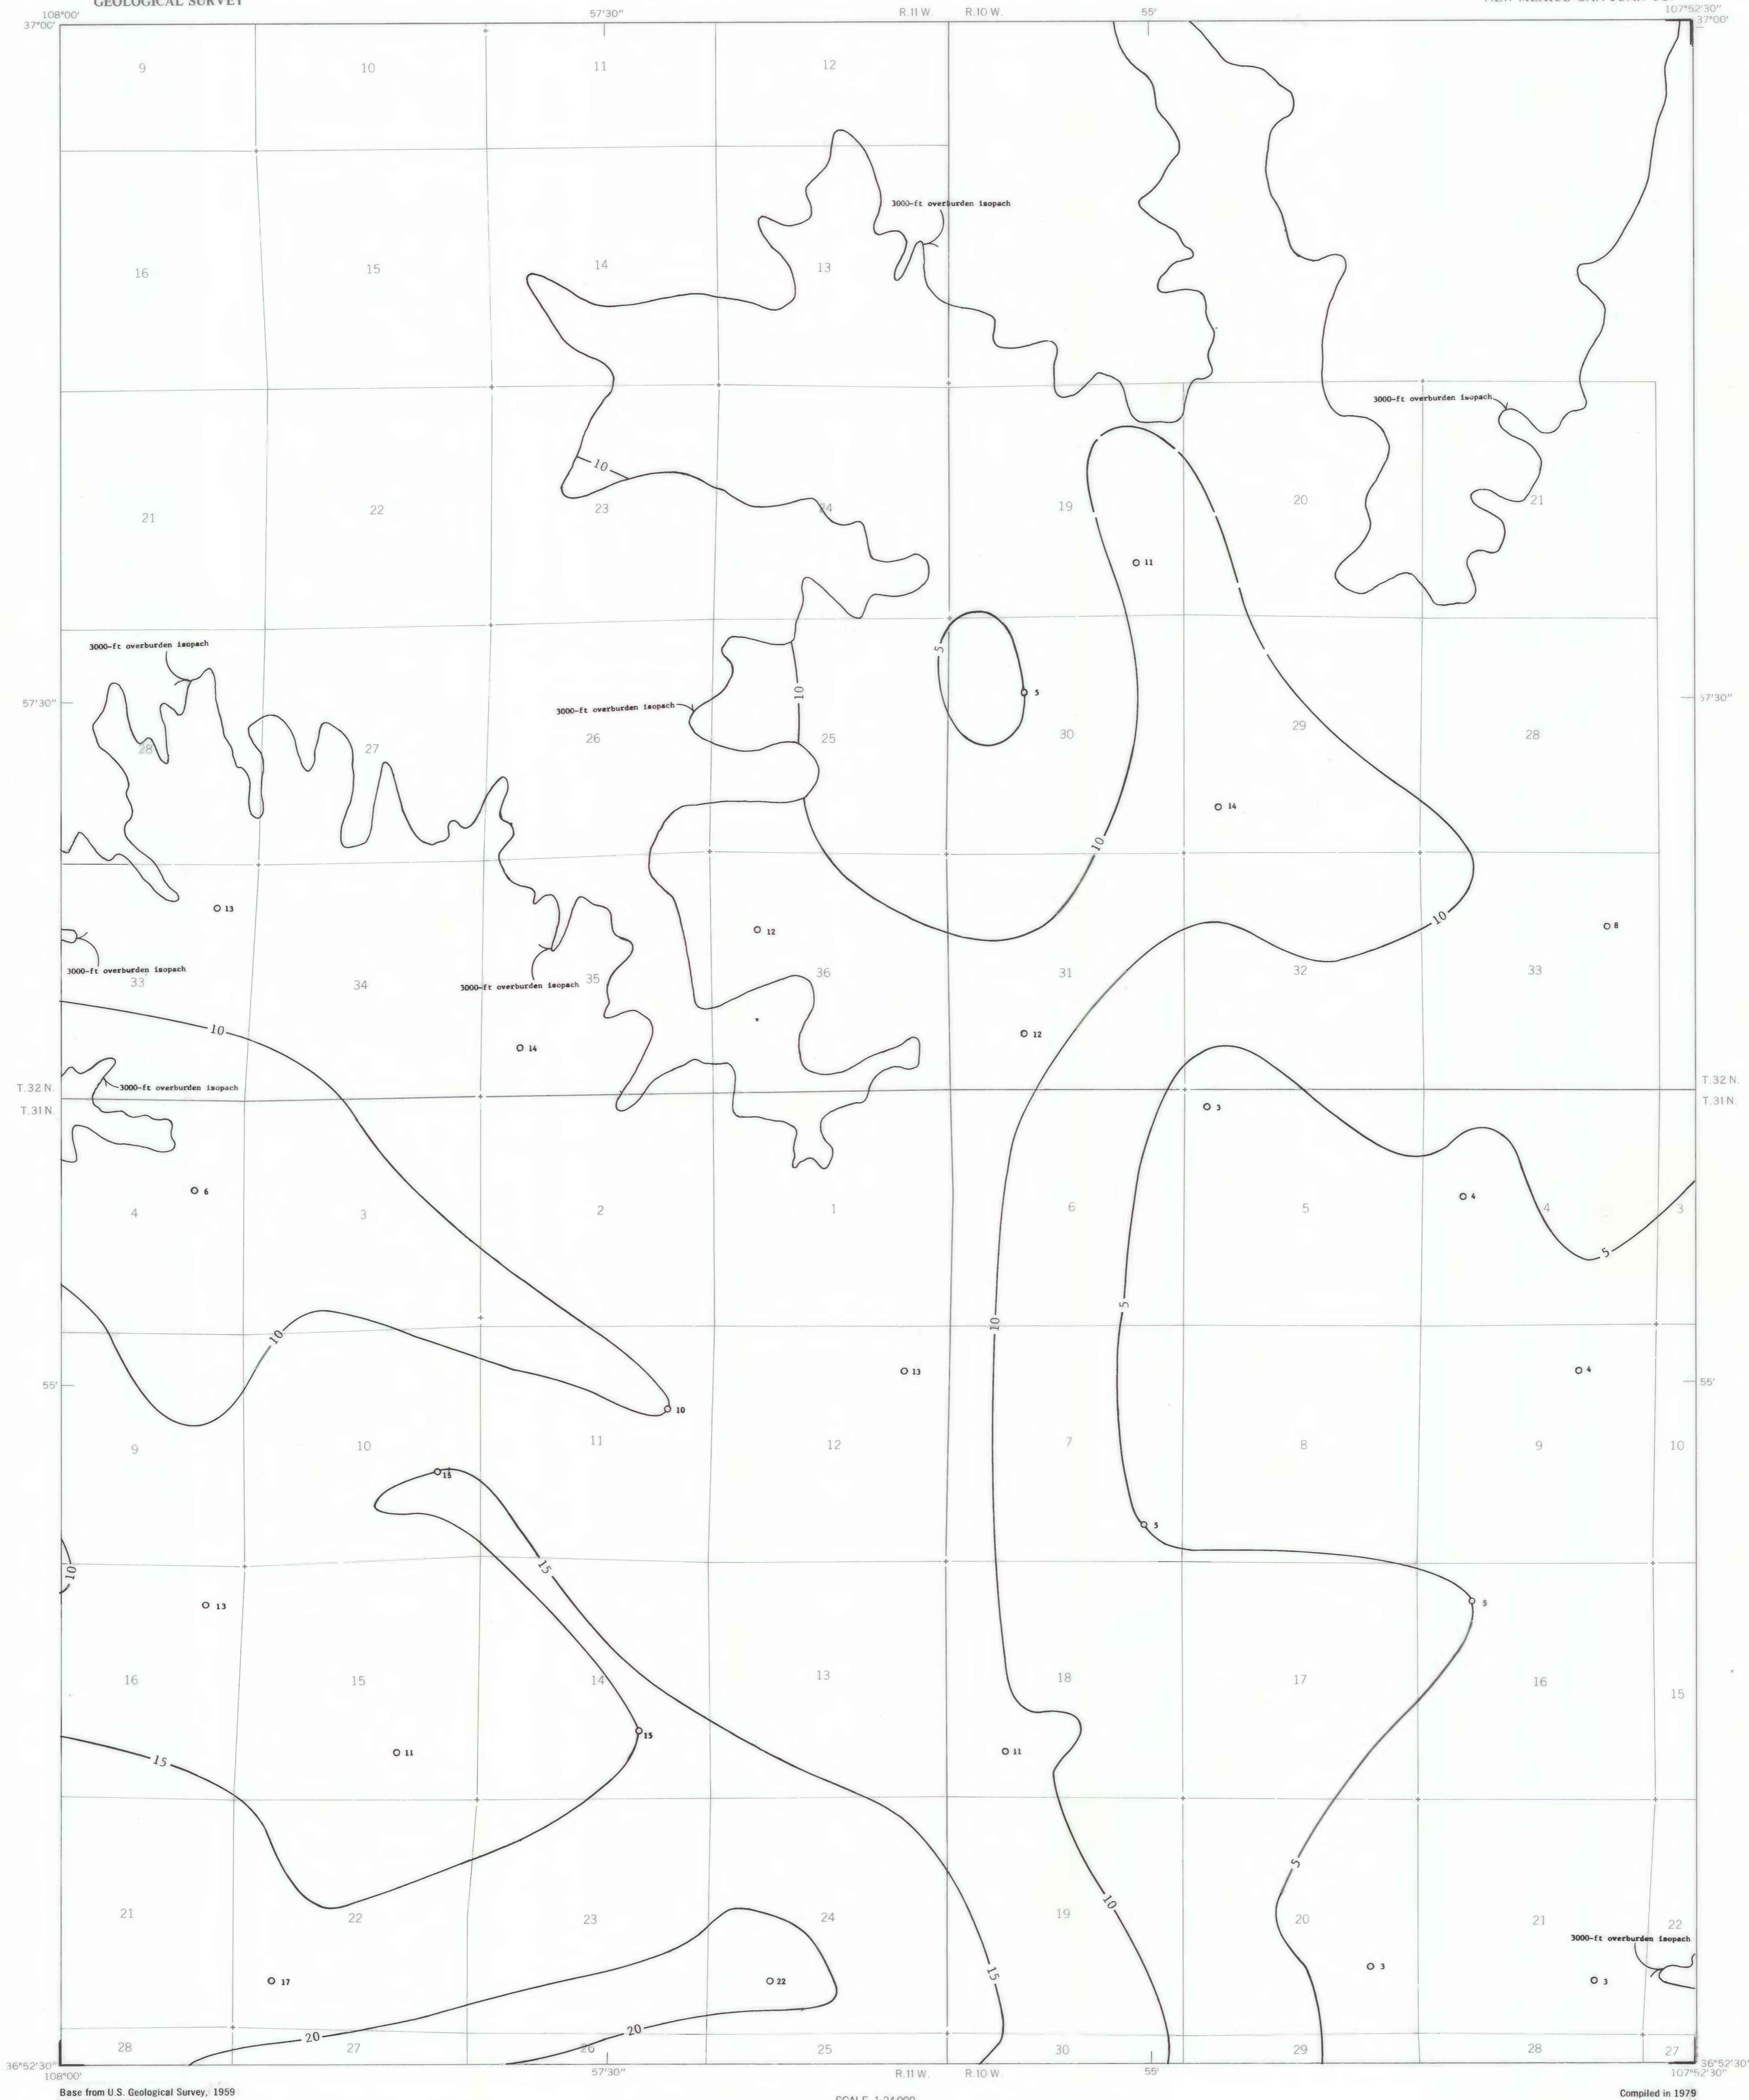 GEOLOGICAL SURVEY
108°00' 57'30" R.11 W. R.10 W. 55' 107°52'30"
37°00' 37°00'
9 10 11 12
3000-ft overburden isopach
16 15 14 13
3000-ft overburden isopach
10
21 22 23 24 19 20 21
11
3000-ft overburden isopach
5
57'30" 10 5 57'30"
3000-ft overburden isopach
28 27 26 25 30 29 28
14
10
13 12 10 8
3000-ft overburden isopach
33 34 35 36 31 32 33
3000-ft overburden isopach
10 12
14
T.32 N. 3000-ft overburden isopach T.32 N.
T.31 N. 3 T.31 N.
6 4
4 3 2 1 6 5 4 3
5
5
10 10
13 4
55' 55'
10
9 10 11 12 7 8 9 10
15
5
10 15
13 5
16 15 14 13 18 17 16 15
15
15 11 11
5
10
21 22 23 24 19 20 21 22
3000-ft overburden isopach
17 22 15 3 3
20 20
28 27 26 25 30 29 28 27
36°52'30" 36°52'30"
108°00' 57'30" R.11 W. R.10 W. 55' 107°52'30"
Base from U.S. Geological Survey, 1959 Compiled in 1979